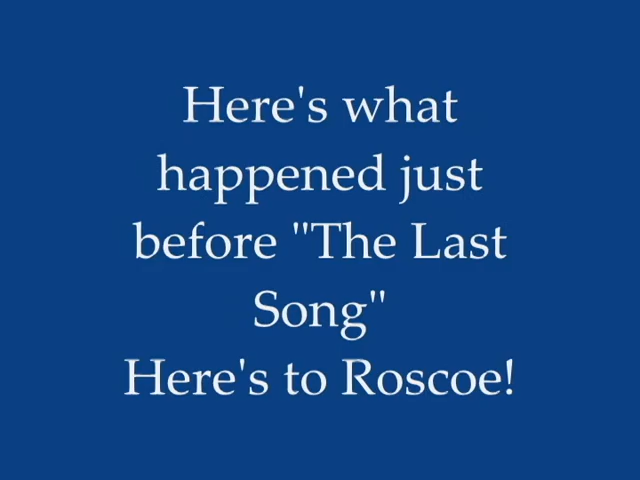 Here's what
happened just
before "The Last
Song"
Here's to Roscoe!